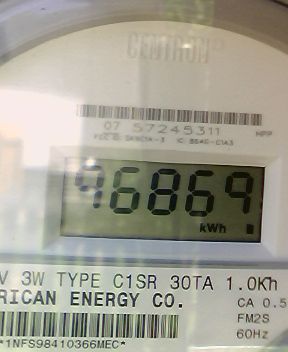 CENTRON
07 57245311
HPP
96869
kWh
V 3W TYPE C1SR 30TA 1.0Kh
RICAN ENERGY CO.
CA 0.5
FM2S
60Hz
*1NFS98410366MEC*